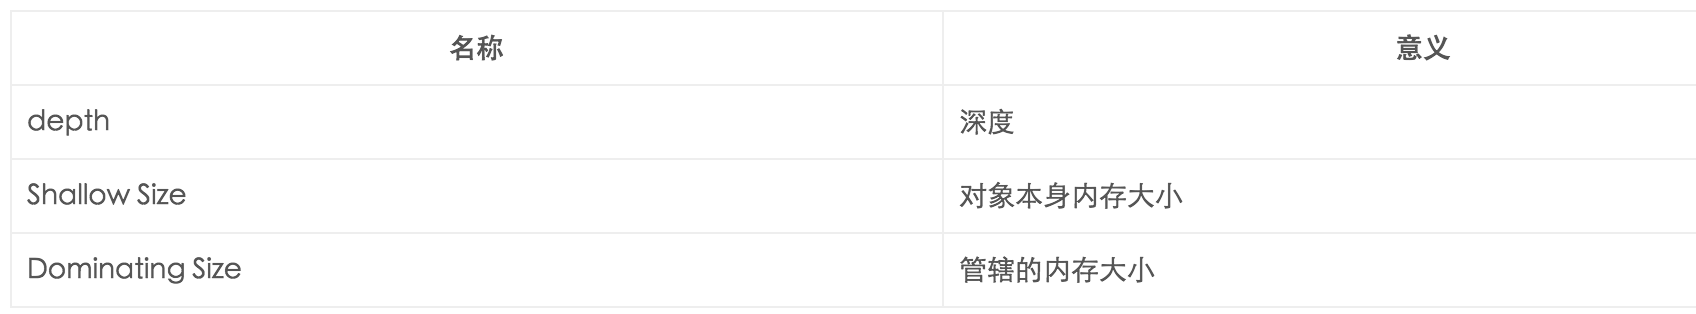 名称
意义
depth
深度
Shallow Size
对象本身内存大小
Dominating Size
管辖的内存大小